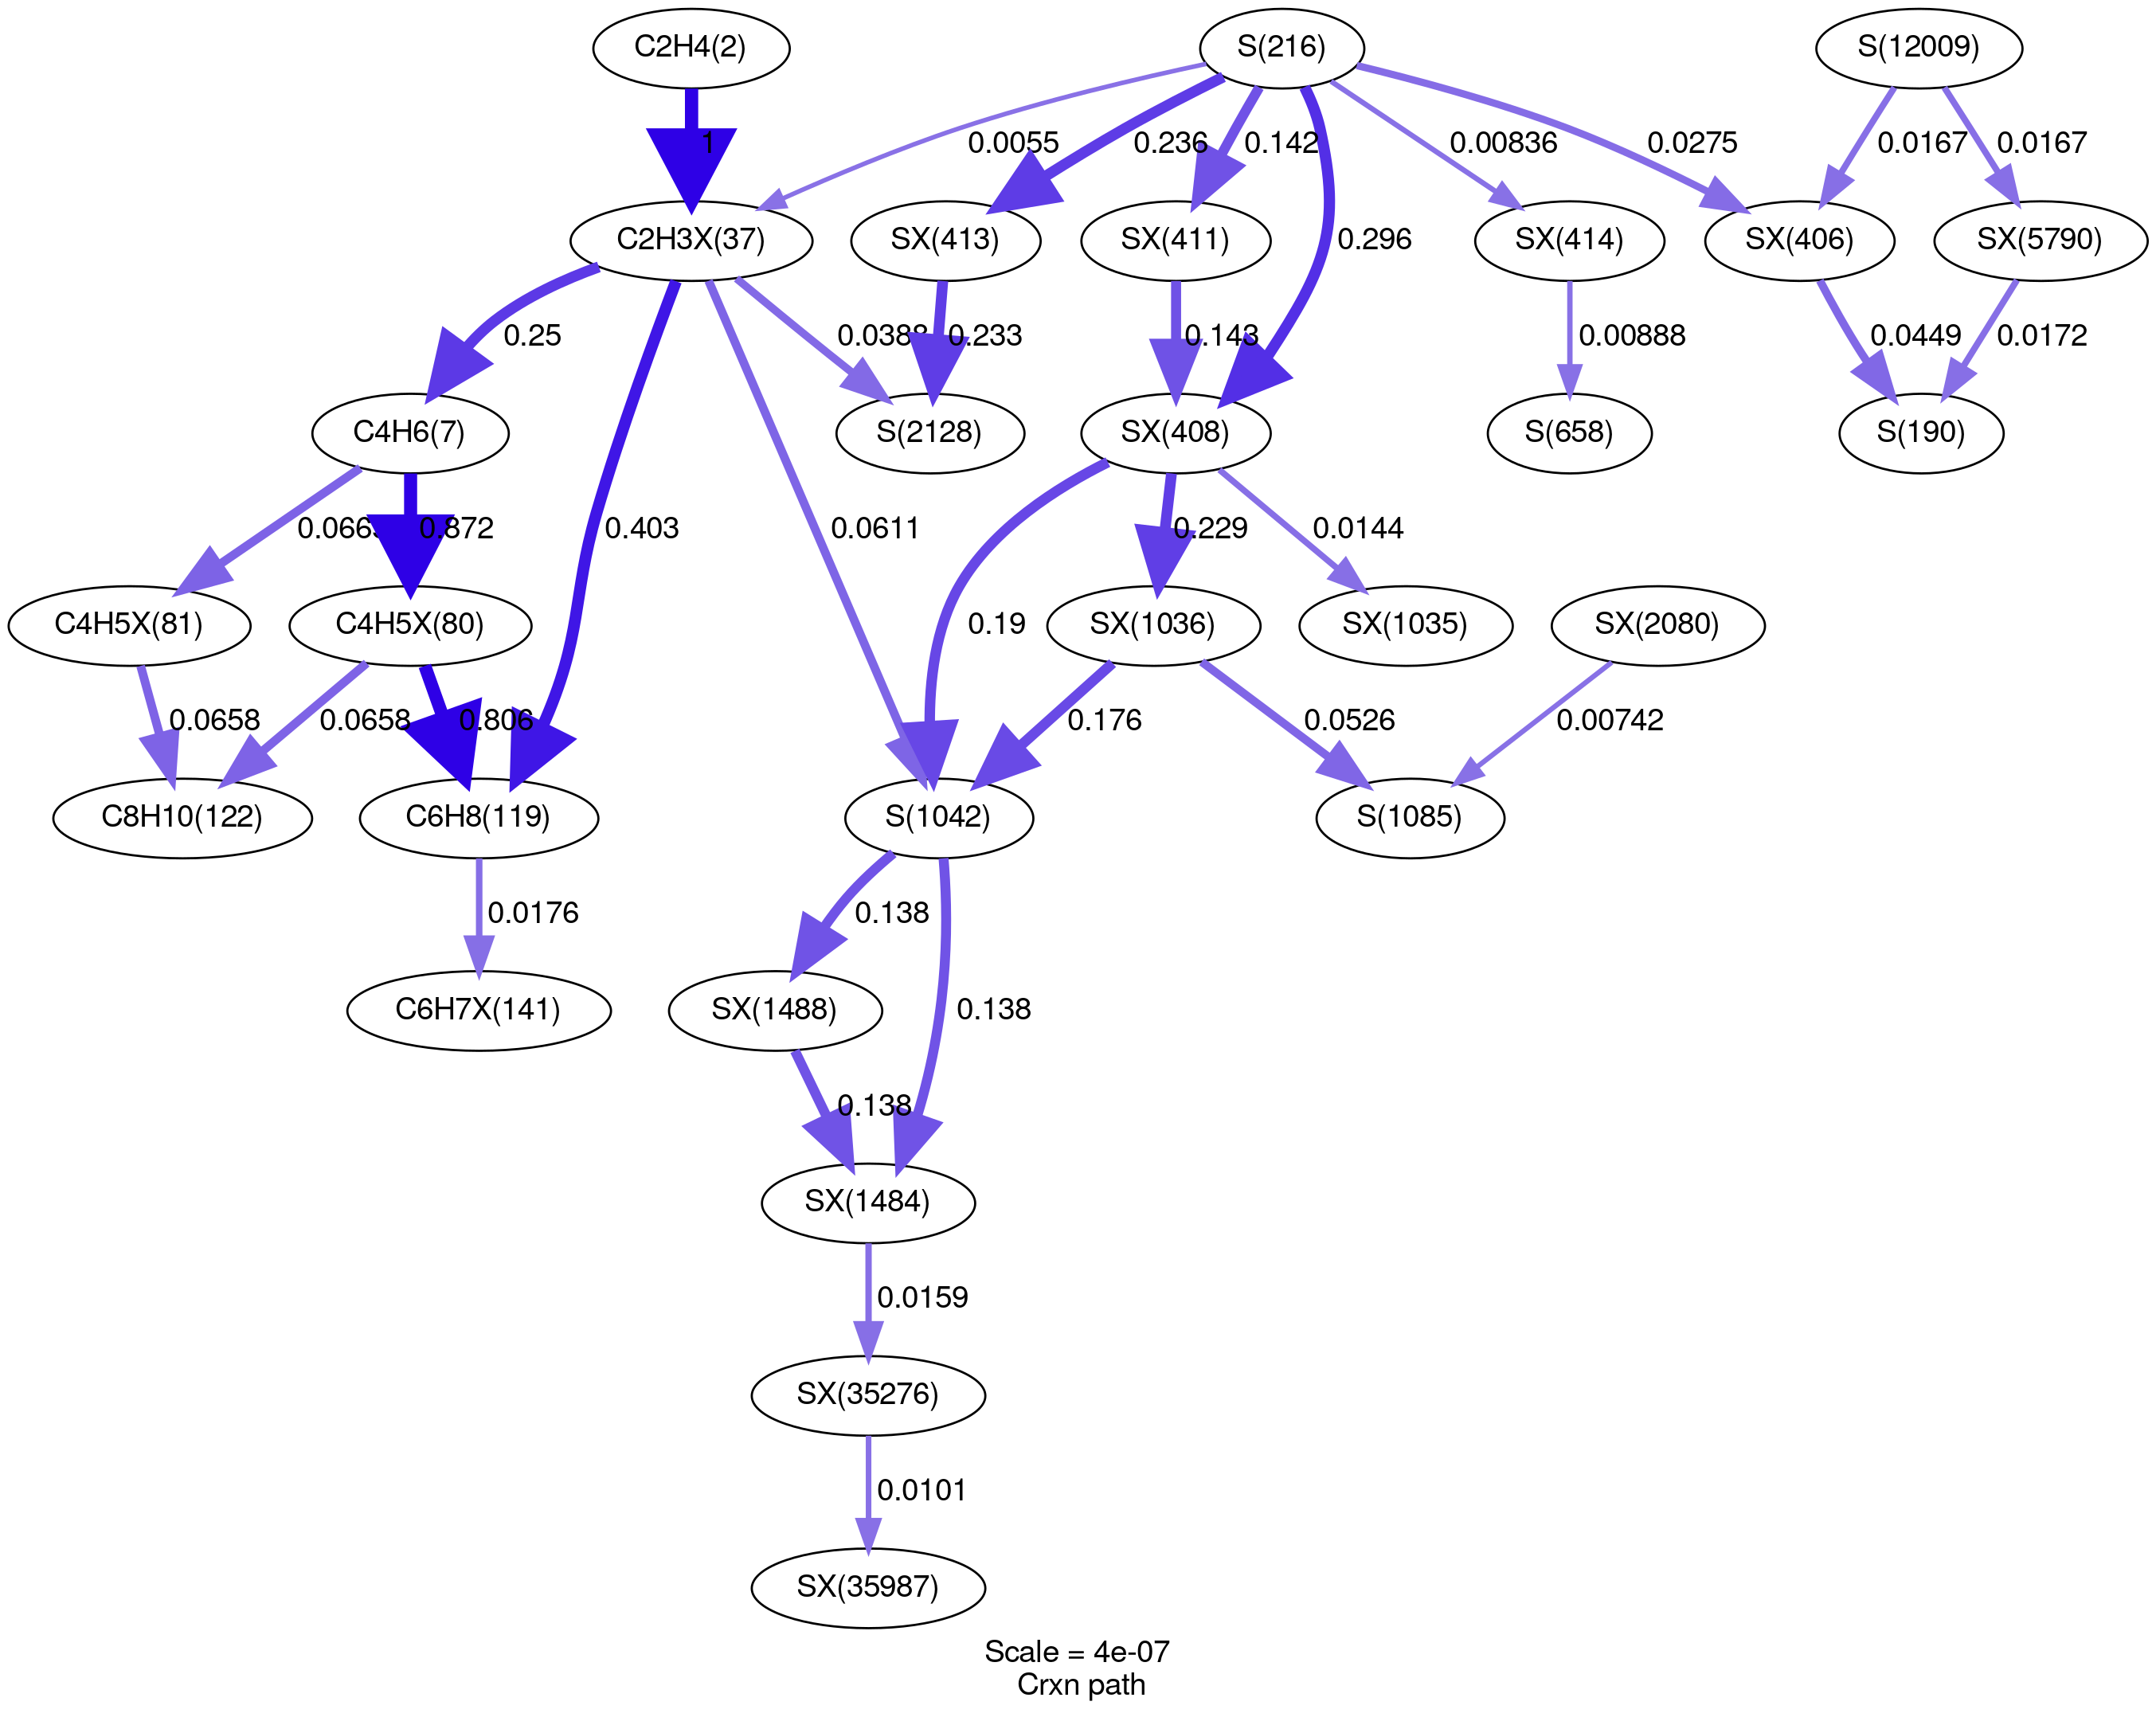 C2H4(2)
S(216)
S(12009)
1
0.0055
0.236
0.142
0.296
0.00836
0.0275
0.0167
0.0167
C2H3X(37)
SX(413)
SX(411)
SX(414)
SX(406)
SX(5790)
0.25
0.403
0.0611
0.0388
0.233
0.143
0.00888
0.0449
0.0172
C4H6(7)
S(2128)
SX(408)
S(658)
S(190)
0.872
0.19
0.229
0.0144
C4H5X(81)
C4H5X(80)
SX(1036)
SX(1035)
SX(2080)
0.0658
0.0658
0.806
0.176
0.0526
0.00742
C8H10(122)
C6H8(119)
S(1042)
S(1085)
0.0176
0.138
0.138
C6H7X(141)
SX(1488)
0.138
SX(1484)
0.0159
SX(35276)
0.0101
SX(35987)
Scale = 4e-07
Crxn path